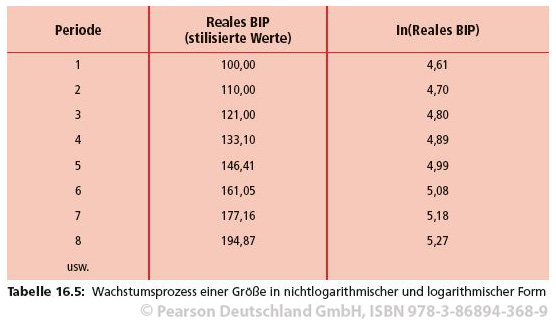 Periode Reales BIP (stilisierte Werte) ln(Reales BIP)
1 100,00 4,61
2 110,00 4,70
3 121,00 4,80
4 133,10 4,89
5 146,41 4,99
6 161,05 5,08
7 177,16 5,18
8 194,87 5,27
usw.
Tabelle 16.5: Wachstumsprozess einer Größe in nichtlogarithmischer und logarithmischer Form
© Pearson Deutschland GmbH, ISBN 978-3-86894-368-9